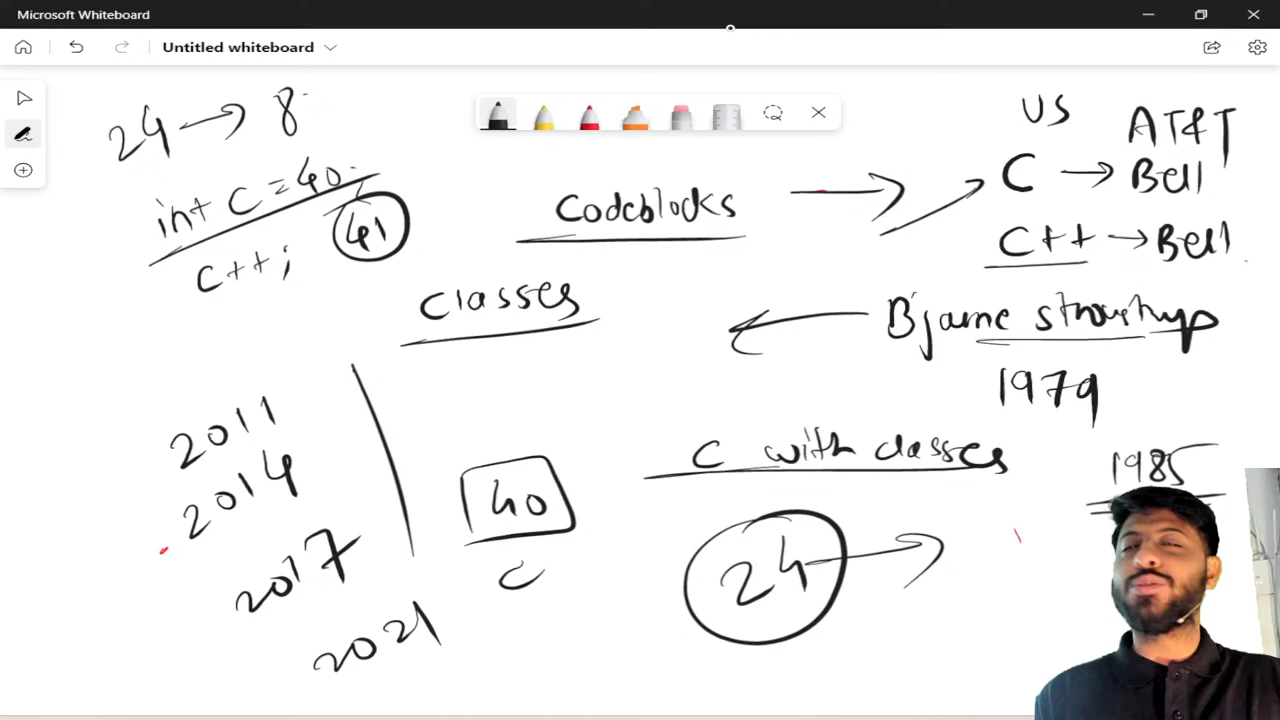 Microsoft Whiteboard
Untitled whiteboard
24 → 8
int C = 40;
41
C++;
Codeblocks →
US
AT&T
C → Bell
C++ → Bell
Classes
Bjarne stroustrup
1979
2011
2014
2017
2021
40
C
C with classes
1985
24 →